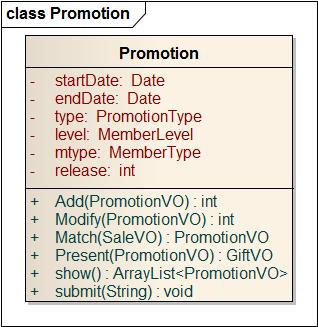 class Promotion
Promotion
- startDate: Date
- endDate: Date
- type: PromotionType
- level: MemberLevel
- mtype: MemberType
- release: int
+ Add(PromotionVO) : int
+ Modify(PromotionVO) : int
+ Match(SaleVO) : PromotionVO
+ Present(PromotionVO) : GiftVO
+ show() : ArrayList<PromotionVO>
+ submit(String) : void